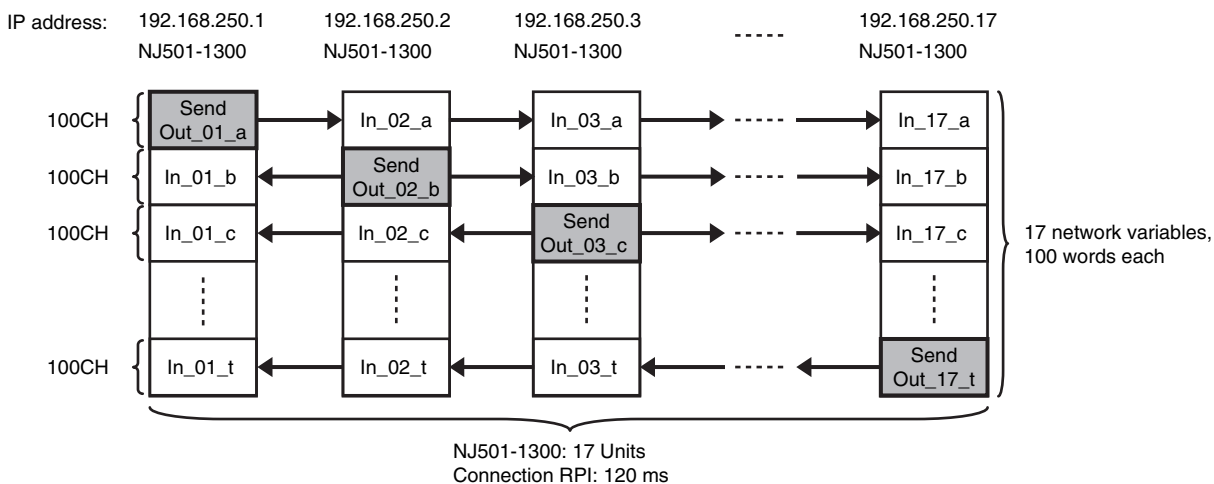 IP address: 192.168.250.1 192.168.250.2 192.168.250.3 192.168.250.17
NJ501-1300 NJ501-1300 NJ501-1300 NJ501-1300
100CH Send Out_01_a In_02_a In_03_a In_17_a
100CH In_01_b Send Out_02_b In_03_b In_17_b
100CH In_01_c In_02_c Send Out_03_c In_17_c
17 network variables,
100 words each
100CH In_01_t In_02_t In_03_t Send Out_17_t
NJ501-1300: 17 Units
Connection RPI: 120 ms